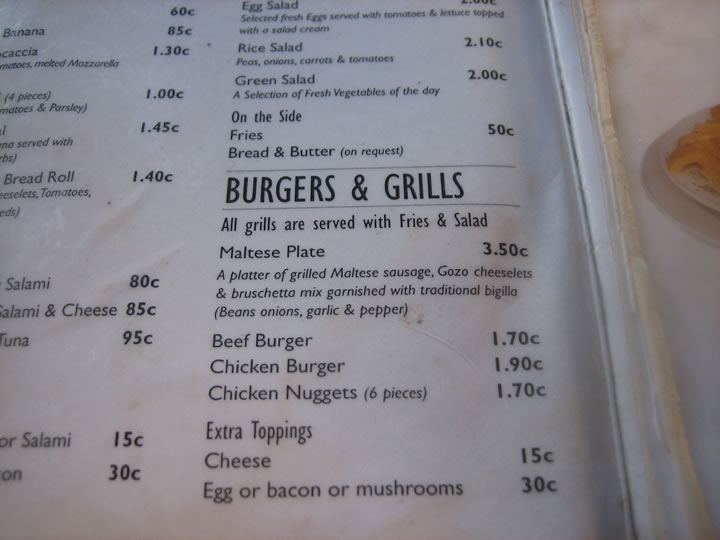 60c
Banana 85c
ocaccia 1.30c
matoes, melted Mozzarella
(4 pieces) 1.00c
matoes & Parsley)
1.45c
na served with
rbs)
Bread Roll 1.40c
eeselets, Tomatoes,
eds)
Salami 80c
Salami & Cheese 85c
Tuna 95c
or Salami 15c
on 30c
Egg Salad
Selected fresh Eggs served with tomatoes & lettuce topped
with a salad cream
Rice Salad 2.10c
Peas, onions, carrots & tomatoes
Green Salad 2.00c
A Selection of Fresh Vegetables of the day
On the Side
Fries 50c
Bread & Butter (on request)
BURGERS & GRILLS
All grills are served with Fries & Salad
Maltese Plate 3.50c
A platter of grilled Maltese sausage, Gozo cheeselets
& bruschetta mix garnished with traditional bigilla
(Beans onions, garlic & pepper)
Beef Burger 1.70c
Chicken Burger 1.90c
Chicken Nuggets (6 pieces) 1.70c
Extra Toppings
Cheese 15c
Egg or bacon or mushrooms 30c